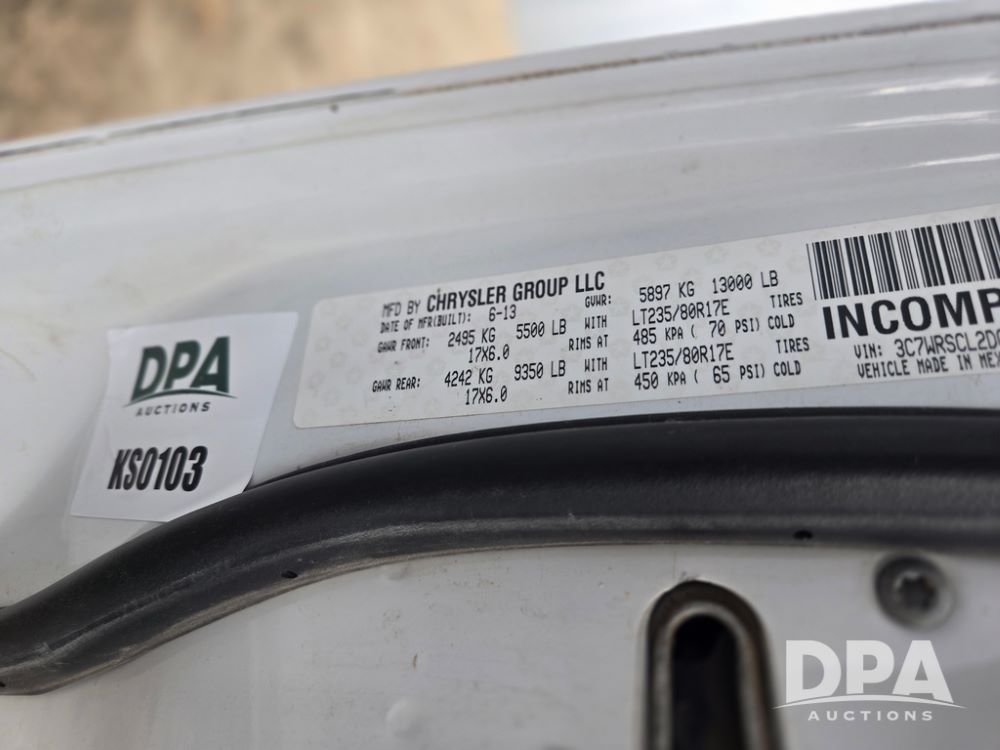 MFD BY CHRYSLER GROUP LLC
DATE OF MFR(BUILT): 6-13 GVWR: 5897 KG 13000 LB
GAWR FRONT: 2495 KG 5500 LB WITH LT235/80R17E TIRES
17X6.0 RIMS AT 485 KPA ( 70 PSI) COLD
GAWR REAR: 4242 KG 9350 LB WITH LT235/80R17E TIRES
17X6.0 RIMS AT 450 KPA ( 65 PSI) COLD
INCOMP
VIN: 3C7WRSCL2D
VEHICLE MADE IN ME
DPA
AUCTIONS
KS0103
DPA
AUCTIONS